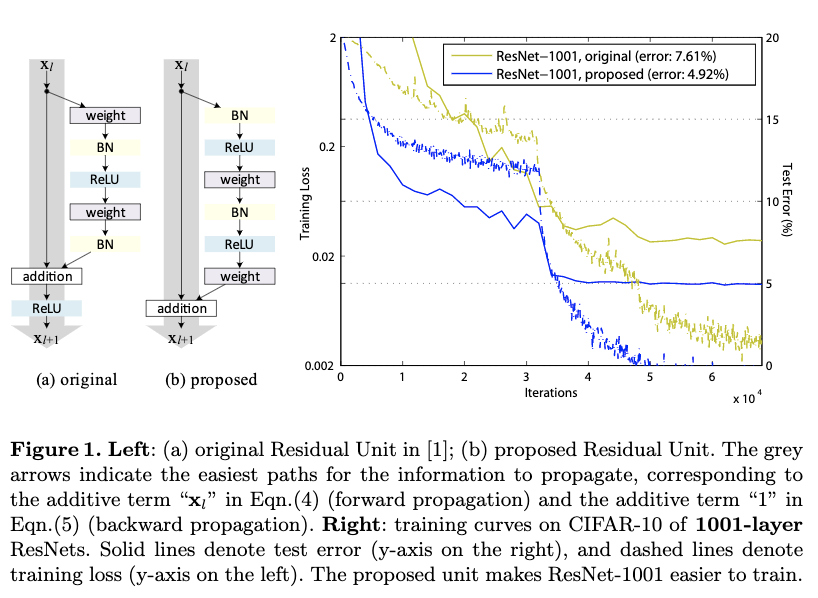 x_l
weight
BN
ReLU
weight
BN
addition
ReLU
x_{l+1}
(a) original
x_l
BN
ReLU
weight
BN
ReLU
weight
addition
x_{l+1}
(b) proposed
ResNet−1001, original (error: 7.61%)
ResNet−1001, proposed (error: 4.92%)
Training Loss
2
0.2
0.02
0.002
Test Error (%)
20
15
10
5
0
0 1 2 3 4 5 6
Iterations
x 10^4
Figure 1. Left: (a) original Residual Unit in [1]; (b) proposed Residual Unit. The grey
arrows indicate the easiest paths for the information to propagate, corresponding to
the additive term “x_l” in Eqn.(4) (forward propagation) and the additive term “1” in
Eqn.(5) (backward propagation). Right: training curves on CIFAR-10 of 1001-layer
ResNets. Solid lines denote test error (y-axis on the right), and dashed lines denote
training loss (y-axis on the left). The proposed unit makes ResNet-1001 easier to train.